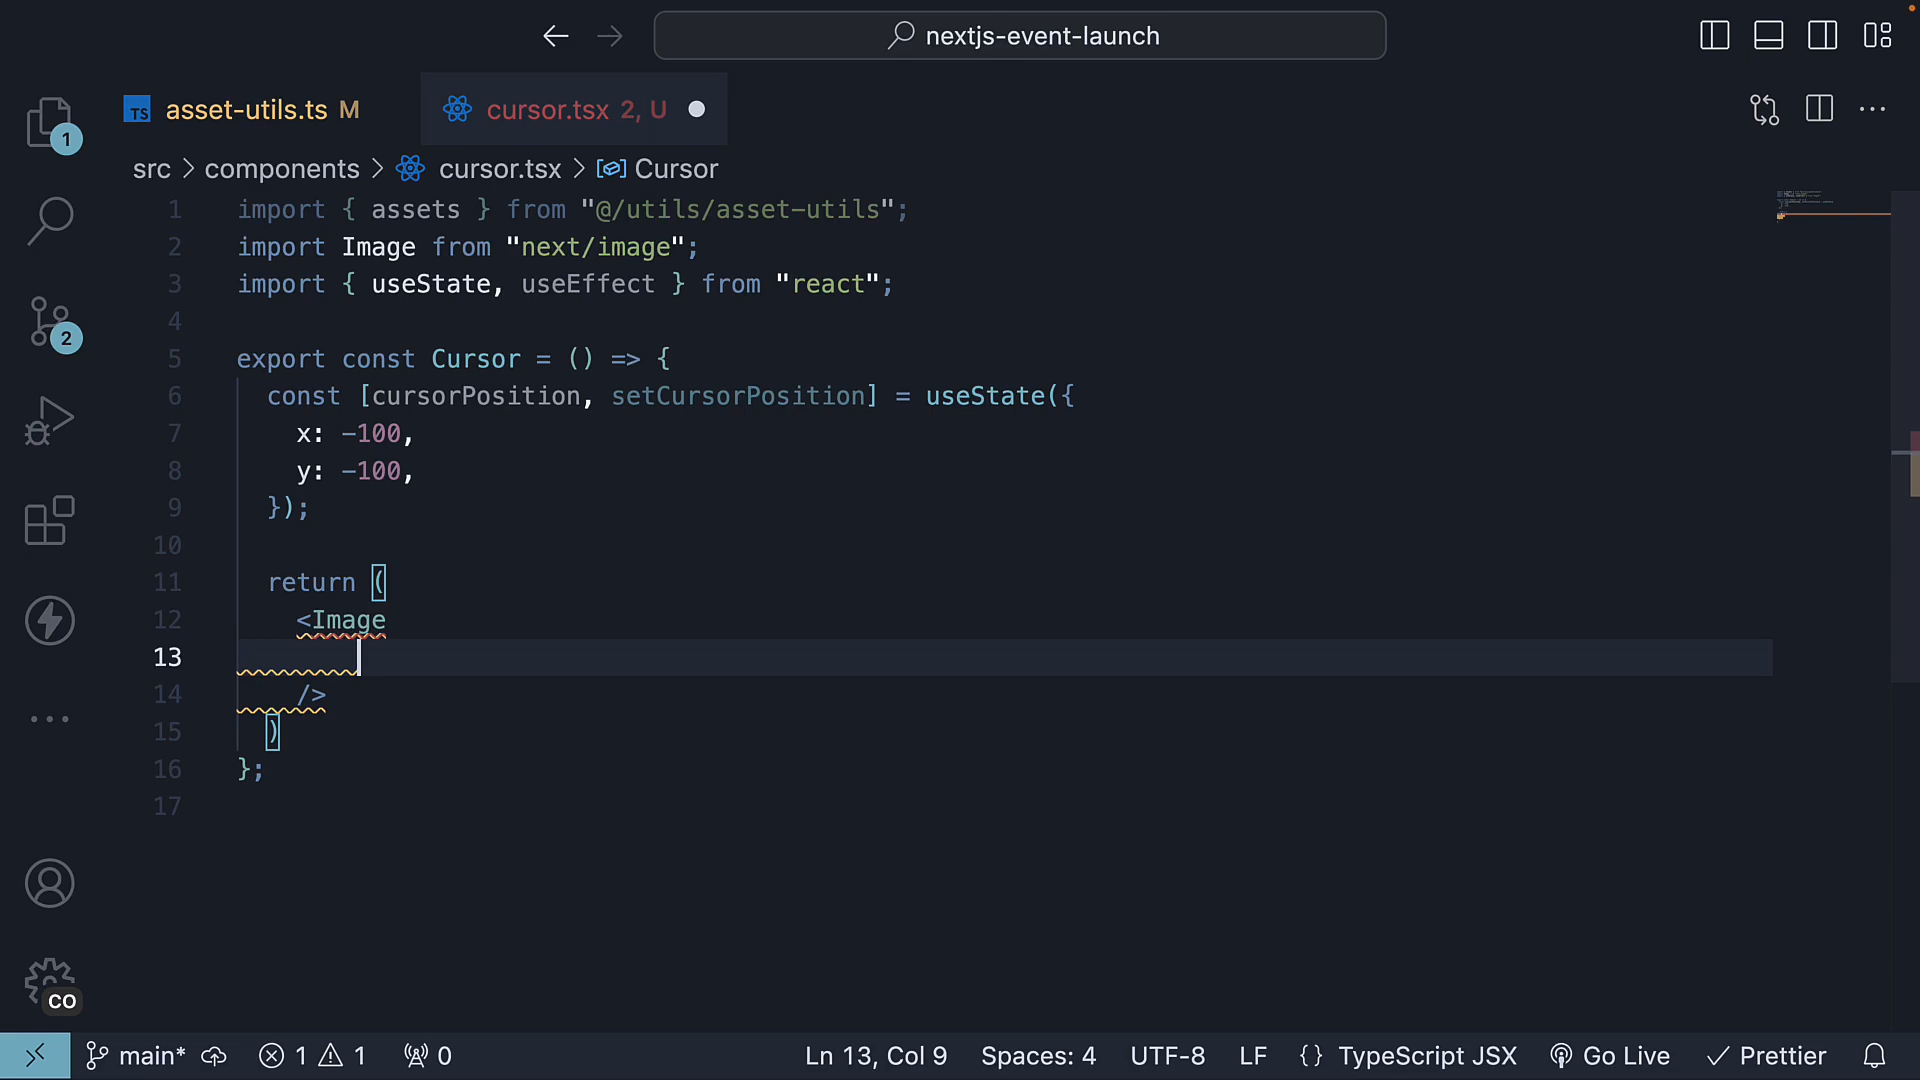 nextjs-event-launch
TS asset-utils.ts M
cursor.tsx 2, U
src > components > cursor.tsx > Cursor
1 import { assets } from "@/utils/asset-utils";
2 import Image from "next/image";
3 import { useState, useEffect } from "react";
4
5 export const Cursor = () => {
6 const [cursorPosition, setCursorPosition] = useState({
7 x: -100,
8 y: -100,
9 });
10
11 return (
12 <Image
13
14 />
15 )
16 };
17
1
2
CO
main* 1 1 0 Ln 13, Col 9 Spaces: 4 UTF-8 LF {} TypeScript JSX Go Live Prettier